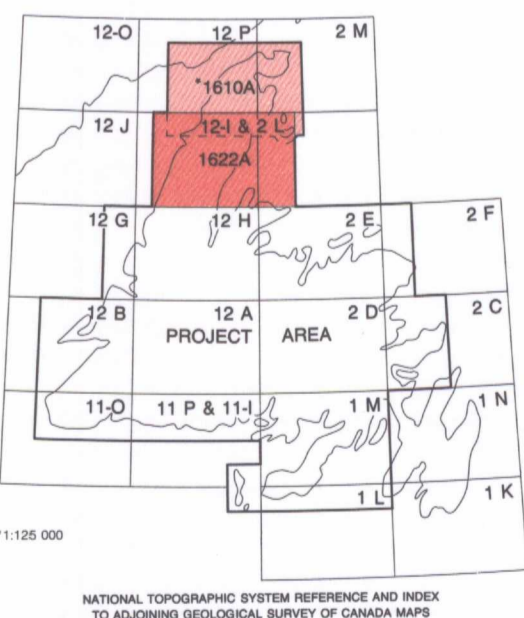 12-O 12 P 2 M
*1610A
12 J 12-I & 2 L
1622A
12 G 12 H 2 E 2 F
12 B 12 A 2 D 2 C
PROJECT AREA
11-O 11 P & 11-I 1 M 1 N
1 L 1 K
*1:125 000
NATIONAL TOPOGRAPHIC SYSTEM REFERENCE AND INDEX
TO ADJOINING GEOLOGICAL SURVEY OF CANADA MAPS